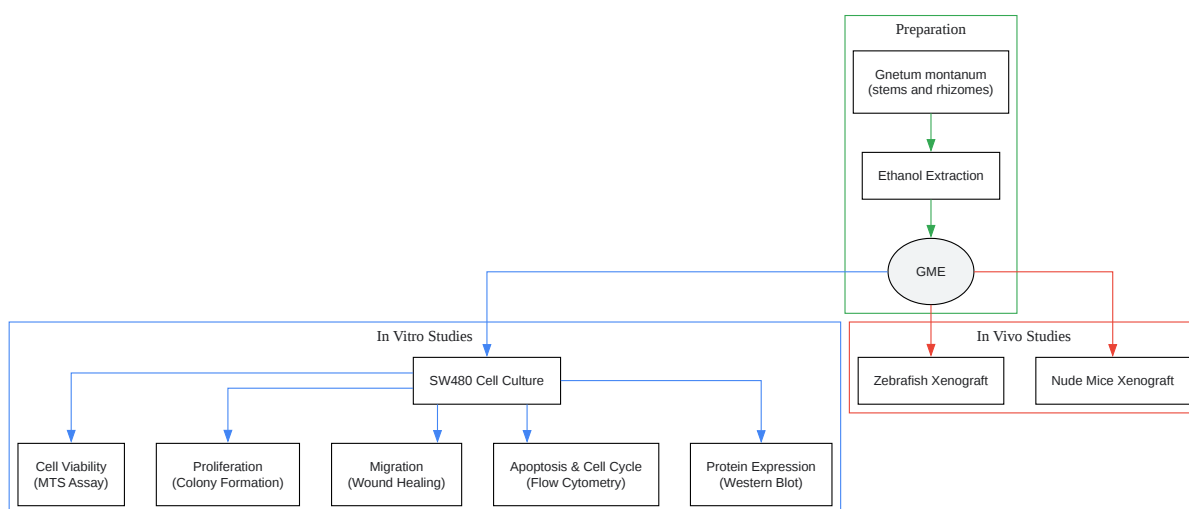 Preparation
Gnetum montanum
(stems and rhizomes)
Ethanol Extraction
GME
In Vitro Studies
In Vivo Studies
SW480 Cell Culture
Zebrafish Xenograft
Nude Mice Xenograft
Cell Viability
(MTS Assay)
Proliferation
(Colony Formation)
Migration
(Wound Healing)
Apoptosis & Cell Cycle
(Flow Cytometry)
Protein Expression
(Western Blot)